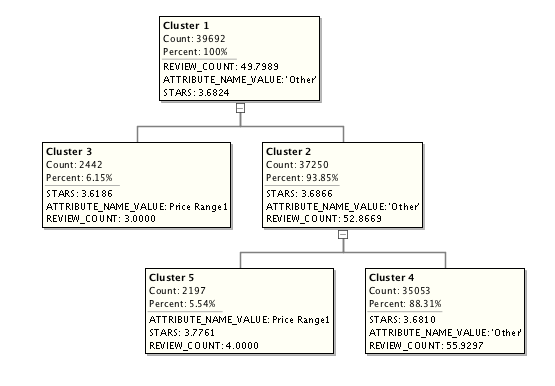 Cluster 1
Count: 39692
Percent: 100%
REVIEW_COUNT: 49.7989
ATTRIBUTE_NAME_VALUE: 'Other'
STARS: 3.6824
Cluster 3
Count: 2442
Percent: 6.15%
STARS: 3.6186
ATTRIBUTE_NAME_VALUE: Price Range1
REVIEW_COUNT: 3.0000
Cluster 2
Count: 37250
Percent: 93.85%
STARS: 3.6866
ATTRIBUTE_NAME_VALUE: 'Other'
REVIEW_COUNT: 52.8669
Cluster 5
Count: 2197
Percent: 5.54%
ATTRIBUTE_NAME_VALUE: Price Range1
STARS: 3.7761
REVIEW_COUNT: 4.0000
Cluster 4
Count: 35053
Percent: 88.31%
STARS: 3.6810
ATTRIBUTE_NAME_VALUE: 'Other'
REVIEW_COUNT: 55.9297